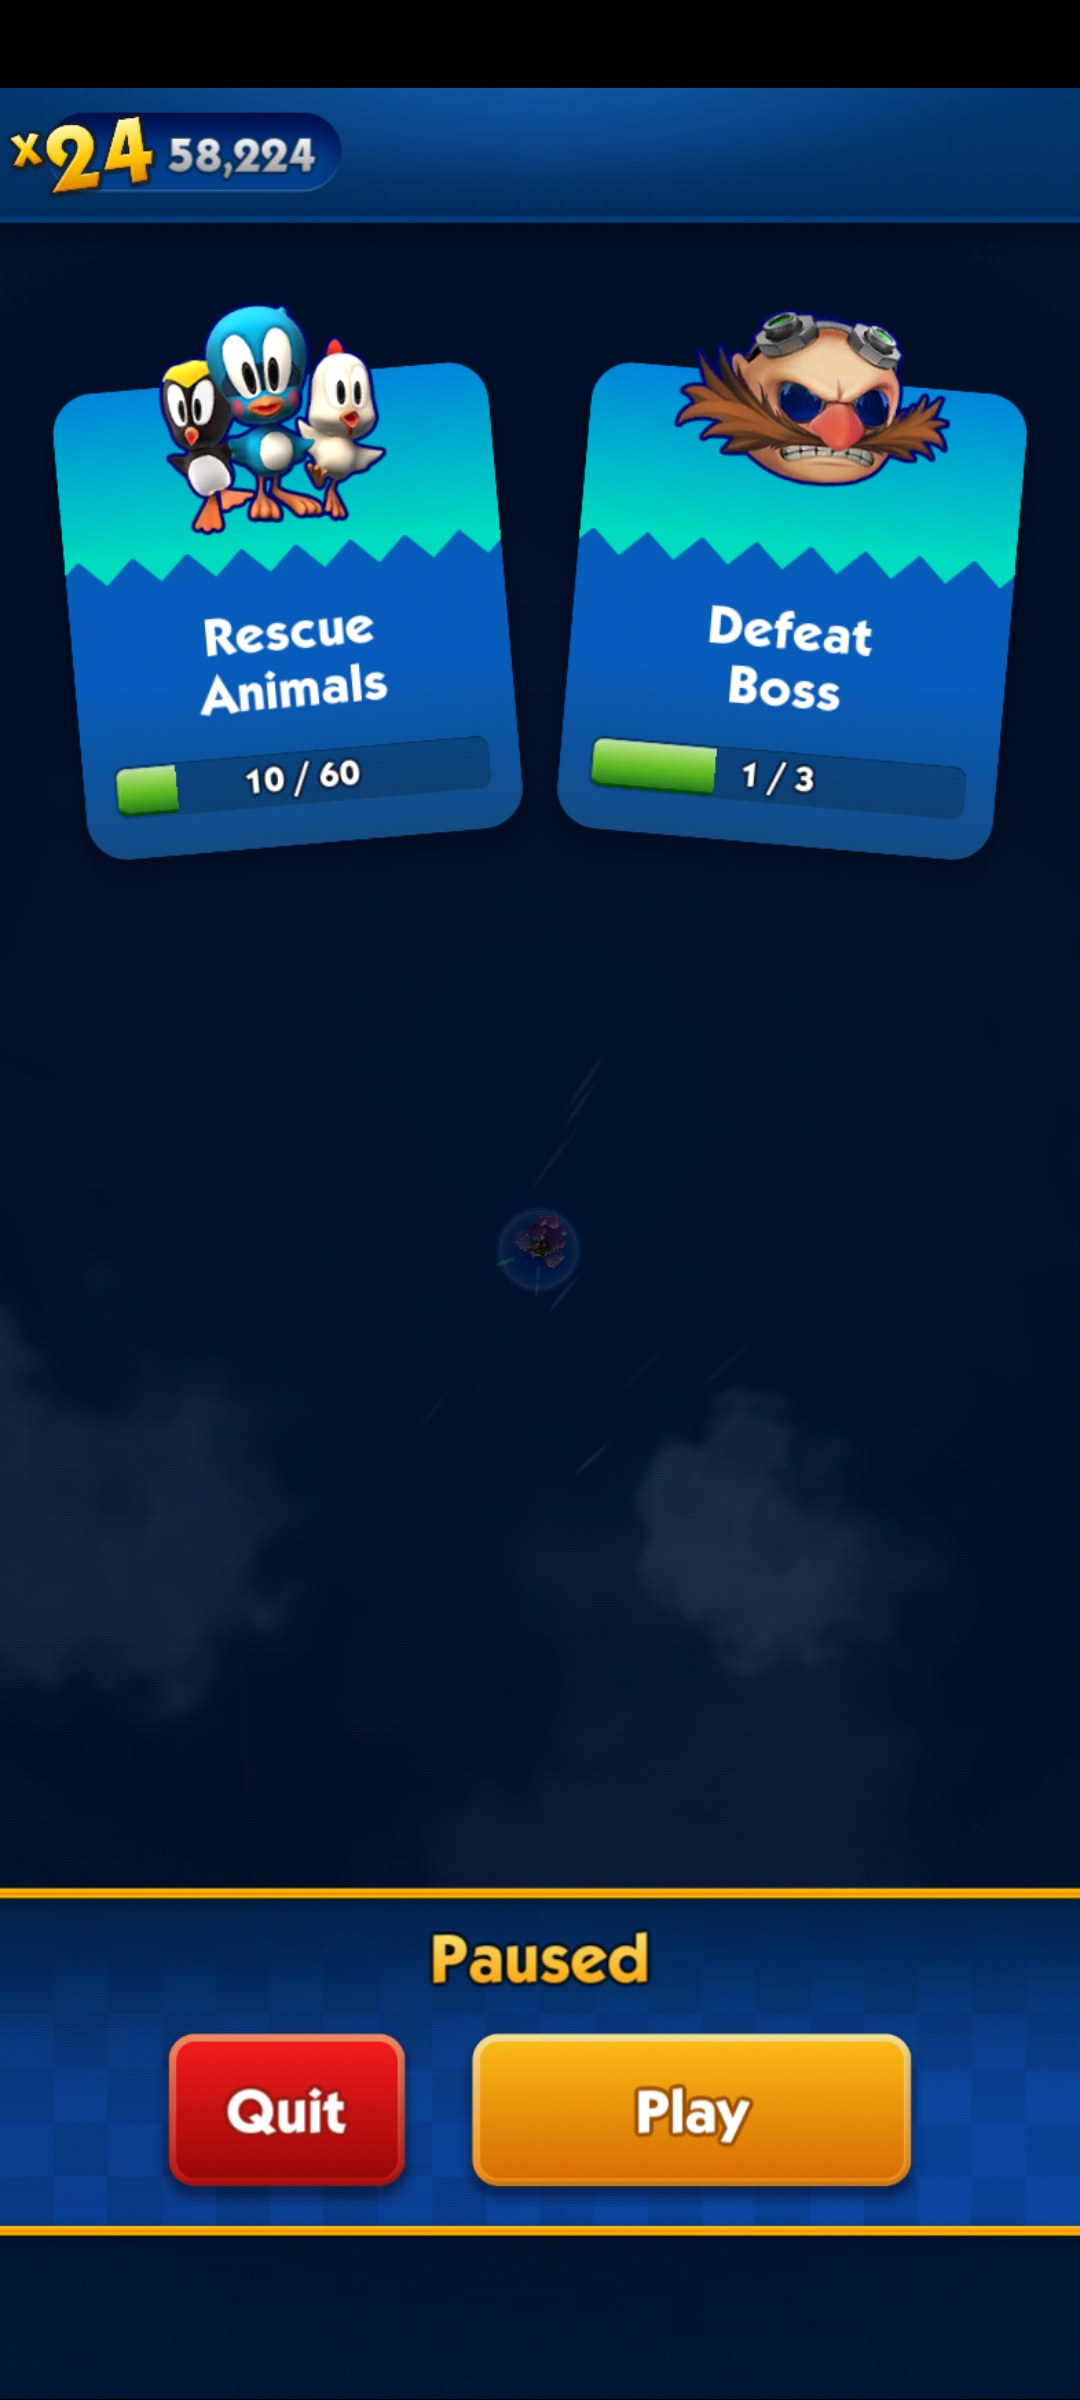 x24 58,224
Rescue
Animals
10 / 60
Defeat
Boss
1 / 3
Paused
Quit
Play